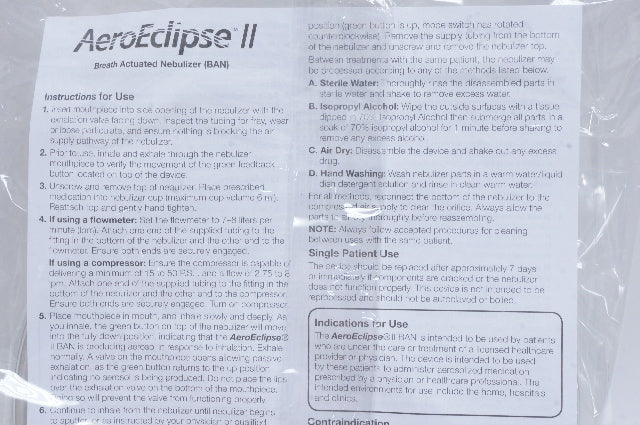 AeroEclipse® II
Breath Actuated Nebulizer (BAN)
Instructions for Use
1. Insert mouthpiece into side opening of the nebulizer with the
exhalation valve facing down. Inspect the tubing for fray, wear
or loose particulate, and ensure nothing is blocking the air
supply pathway of the nebulizer.
2. Prior to use, inhale and exhale through the nebulizer
mouthpiece to verify the movement of the green feedback
button located on top of the device.
3. Unscrew and remove top of nebulizer. Place prescribed
medication into nebulizer cup (maximum cup volume 6 ml).
Reattach top and gently hand tighten.
4. If using a flowmeter: Set the flowmeter to 7–8 liters per
minute (lpm). Attach one end of the supplied tubing to the
fitting in the bottom of the nebulizer and the other end to the
flowmeter. Ensure both ends are securely engaged.
If using a compressor: Ensure the compressor is capable of
delivering a minimum of 15 to 50 P.S.I. and a flow of 2.75 to 8
lpm. Attach one end of the supplied tubing to the fitting in the
bottom of the nebulizer and the other end to the compressor.
Ensure both ends are securely engaged. Turn on compressor.
5. Place mouthpiece in mouth, and inhale slowly and deeply. As
you inhale, the green button on top of the nebulizer will move
into the fully down position, indicating that the AeroEclipse®
II BAN is producing aerosol in response to inhalation. Exhale
normally. A valve on the mouthpiece opens allowing passive
exhalation, as the green button returns to the up position
indicating no aerosol is being produced. Do not place the lips
over the exhalation valve on the bottom of the mouthpiece.
Doing so will prevent the valve from functioning properly.
6. Continue to inhale from the nebulizer until nebulizer begins
to sputter, or as instructed by your physician or qualified
position (green button is up, mode switch has rotated
counterclockwise). Remove the supply tubing from the bottom
of the nebulizer and unscrew and remove the nebulizer top.
Between treatments with the same patient, the nebulizer may
be processed according to any of the methods listed below.
A. Sterile Water: Thoroughly rinse the disassembled parts in
sterile water and shake to remove excess water.
B. Isopropyl Alcohol: Wipe the outside surfaces with a tissue
dipped in 70% Isopropyl Alcohol then submerge all parts in a
soak of 70% isopropyl alcohol for 1 minute before shaking to
remove any excess alcohol.
C. Air Dry: Disassemble the device and shake out any excess
drug.
D. Hand Washing: Wash nebulizer parts in a warm water/liquid
dish detergent solution and rinse in clean warm water.
For all methods, reconnect the bottom of the nebulizer to the
compressed air supply to clear the orifice. Always allow the
parts to air dry thoroughly before reassembling.
NOTE: Always follow accepted procedures for cleaning
between uses with the same patient.
Single Patient Use
The device should be replaced after approximately 7 days
or immediately if components are cracked or the nebulizer
does not function properly. This device is not intended to be
reprocessed and should not be autoclaved or boiled.
Indications for Use
The AeroEclipse® II BAN is intended to be used by patients
who are under the care or treatment of a licensed healthcare
provider or physician. The device is intended to be used
by these patients to administer aerosolized medication
prescribed by a physician or healthcare professional. The
intended environments for use include the home, hospitals
and clinics.
Contraindication